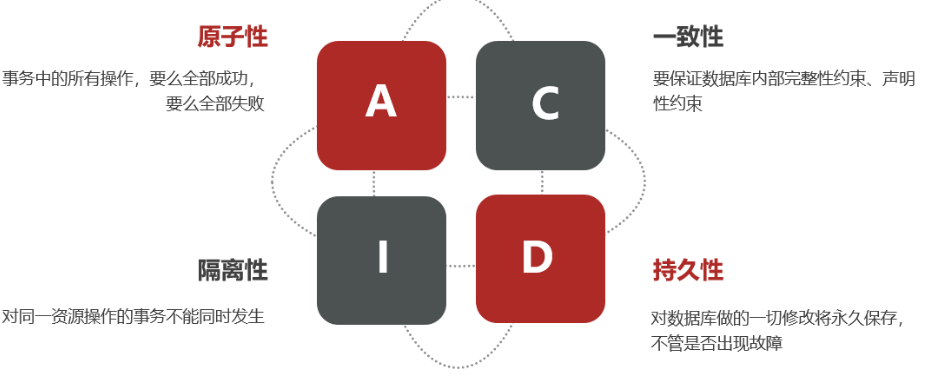 原子性
事务中的所有操作，要么全部成功，
要么全部失败
A
C
一致性
要保证数据库内部完整性约束、声明
性约束
隔离性
对同一资源操作的事务不能同时发生
I
D
持久性
对数据库做的一切修改将永久保存，
不管是否出现故障